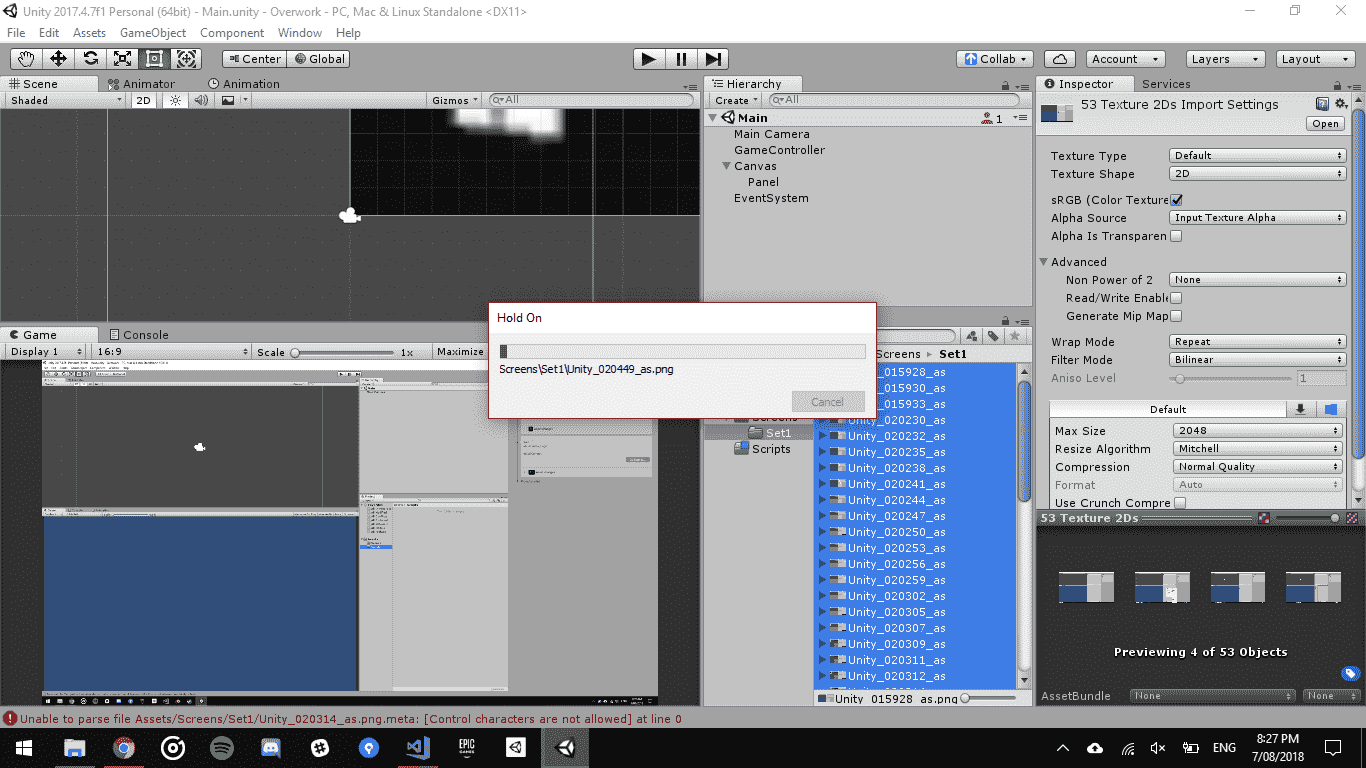 Unity 2017.4.7f1 Personal (64bit) - Main.unity - Overwork - PC, Mac & Linux Standalone <DX11>
File Edit Assets GameObject Component Window Help
Center Global
Collab Account Layers Layout
Scene Animator Animation
Shaded 2D Gizmos All
Hierarchy
Create All
Main 1
Main Camera
GameController
Canvas
Panel
EventSystem
Inspector Services
53 Texture 2Ds Import Settings
Open
Texture Type Default
Texture Shape 2D
sRGB (Color Texture
Alpha Source Input Texture Alpha
Alpha Is Transparen
Advanced
Non Power of 2 None
Read/Write Enable
Generate Mip Map
Wrap Mode Repeat
Filter Mode Bilinear
Aniso Level 1
Default
Max Size 2048
Resize Algorithm Mitchell
Compression Normal Quality
Format Auto
Use Crunch Compre
53 Texture 2Ds
Previewing 4 of 53 Objects
AssetBundle None None
Hold On
Screens\Set1\Unity_020449_as.png
Cancel
Game Console
Display 1 16:9 Scale 1x Maximize
Screens Set1
Screens
Set1
Scripts
_015928_as
_015930_as
_015933_as
_020230_as
Unity_020232_as
Unity_020235_as
Unity_020238_as
Unity_020241_as
Unity_020244_as
Unity_020247_as
Unity_020250_as
Unity_020253_as
Unity_020256_as
Unity_020259_as
Unity_020302_as
Unity_020305_as
Unity_020307_as
Unity_020309_as
Unity_020311_as
Unity_020312_as
Unity_015928_as.png
Unable to parse file Assets/Screens/Set1/Unity_020314_as.png.meta: [Control characters are not allowed] at line 0
EPIC GAMES
ENG
8:27 PM
7/08/2018